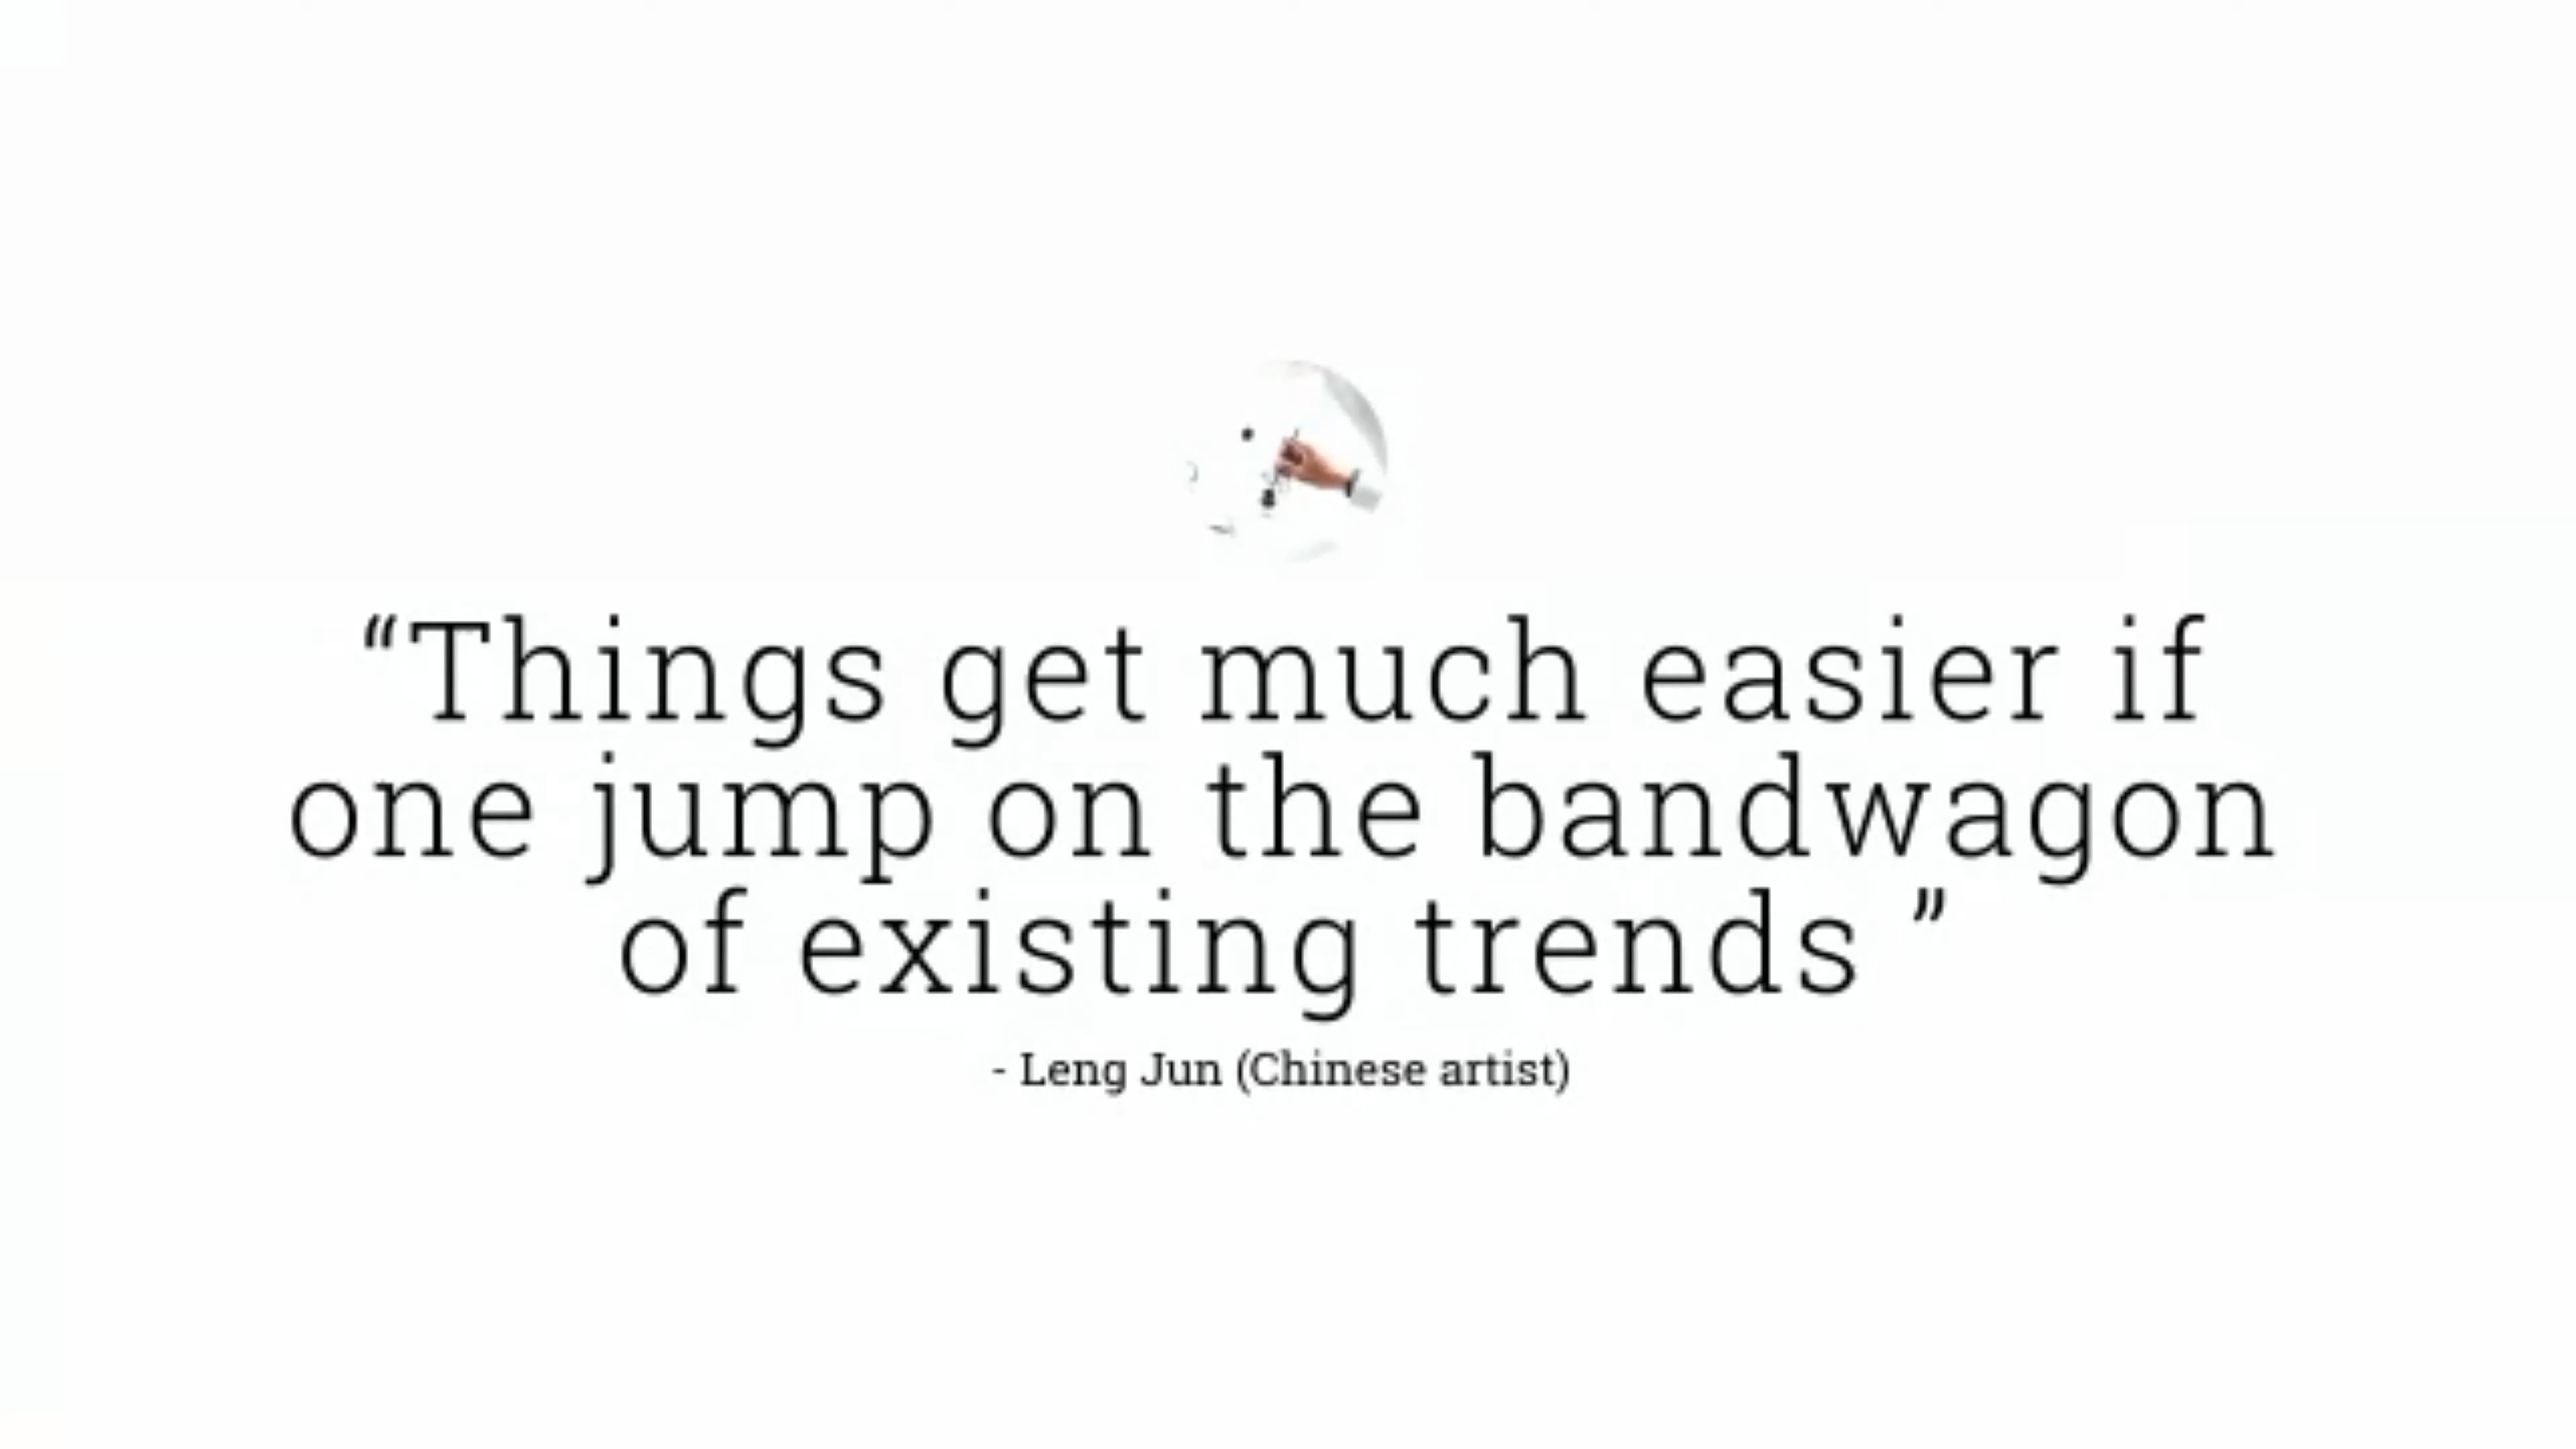 “Things get much easier if
one jump on the bandwagon
of existing trends ”
- Leng Jun (Chinese artist)